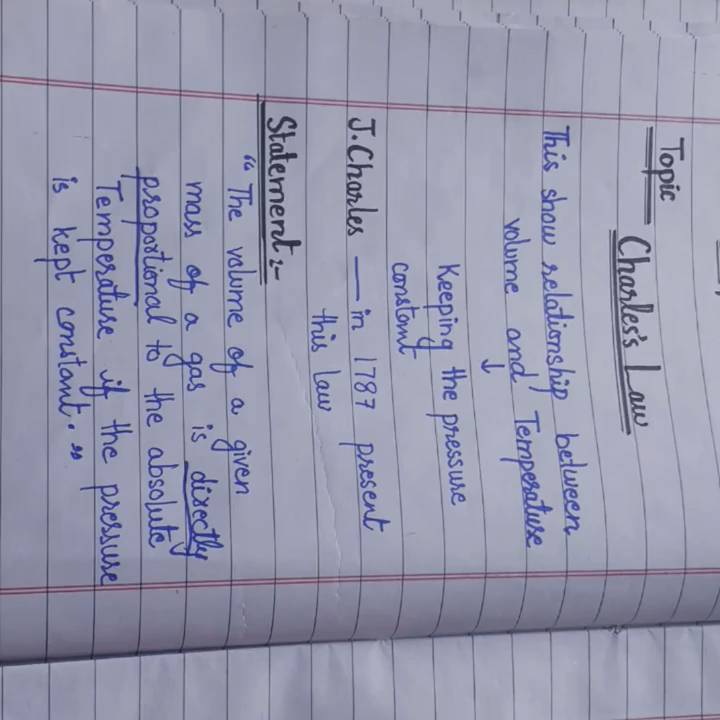 Topic
Charles's Law
This show relationship between
volume and Temperature
↓
Keeping the pressure
constant
J.Charles — in 1787 present
this law
Statement:-
"The volume of a given
mass of a gas is directly
proportional to the absolute
Temperature if the pressure
is kept constant."